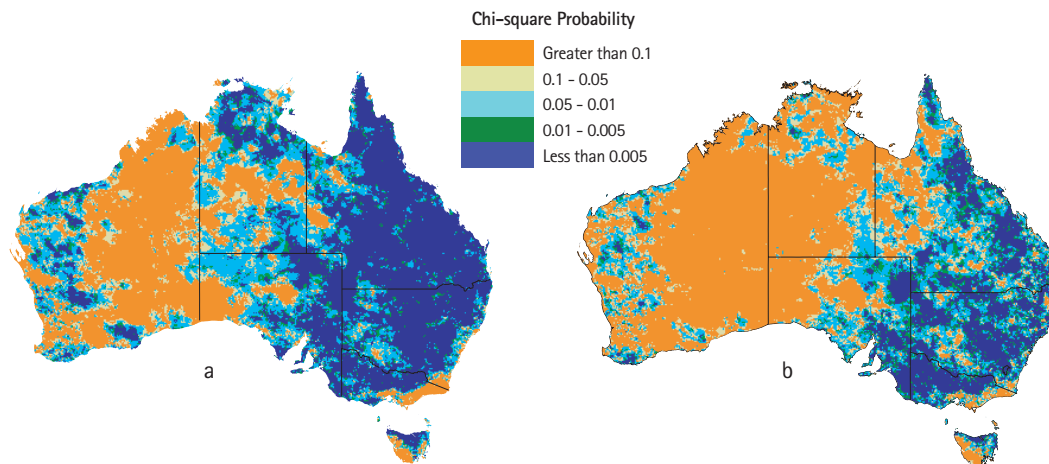 Chi-square Probability
Greater than 0.1
0.1 - 0.05
0.05 - 0.01
0.01 - 0.005
Less than 0.005
a
b